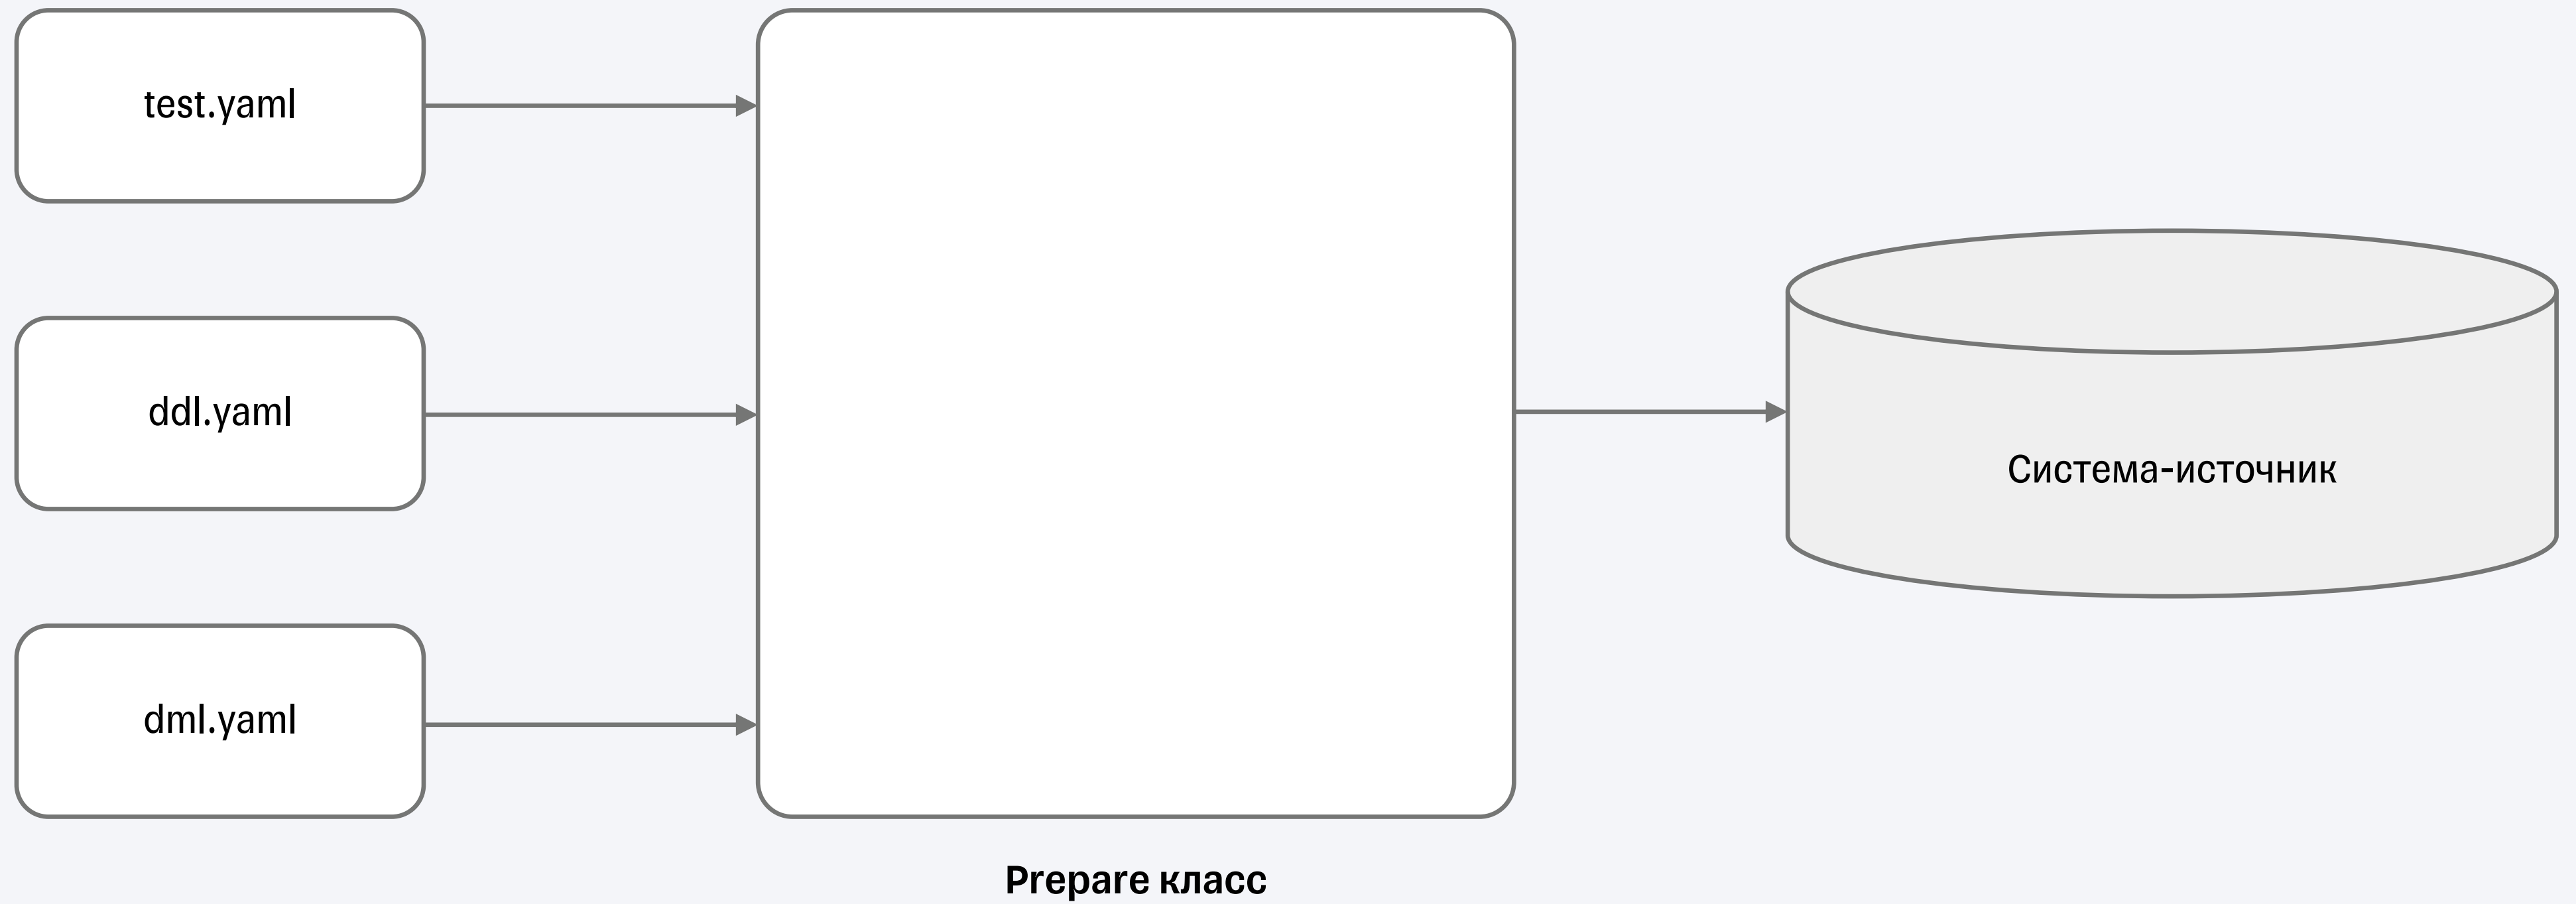 test.yaml
ddl.yaml
dml.yaml
Система-источник
Prepare класс